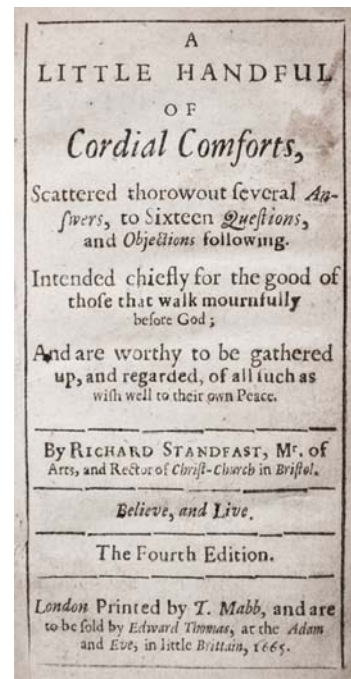 A
LITTLE HANDFUL
OF
Cordial Comforts,
Scattered thorowout ſeveral An-
ſwers, to Sixteen Queſtions,
and Objections following.
Intended chiefly for the good of
thoſe that walk mournfully
before God;
And are worthy to be gathered
up, and regarded, of all ſuch as
wiſh well to their own Peace.
By RICHARD STANDFAST, Mr. of
Arts, and Rector of Chriſt-Church in Briſtol.
Believe, and Live.
The Fourth Edition.
London Printed by T. Mabb, and are
to be ſold by Edward Thomas, at the Adam
and Eve, in little Brittain, 1665.